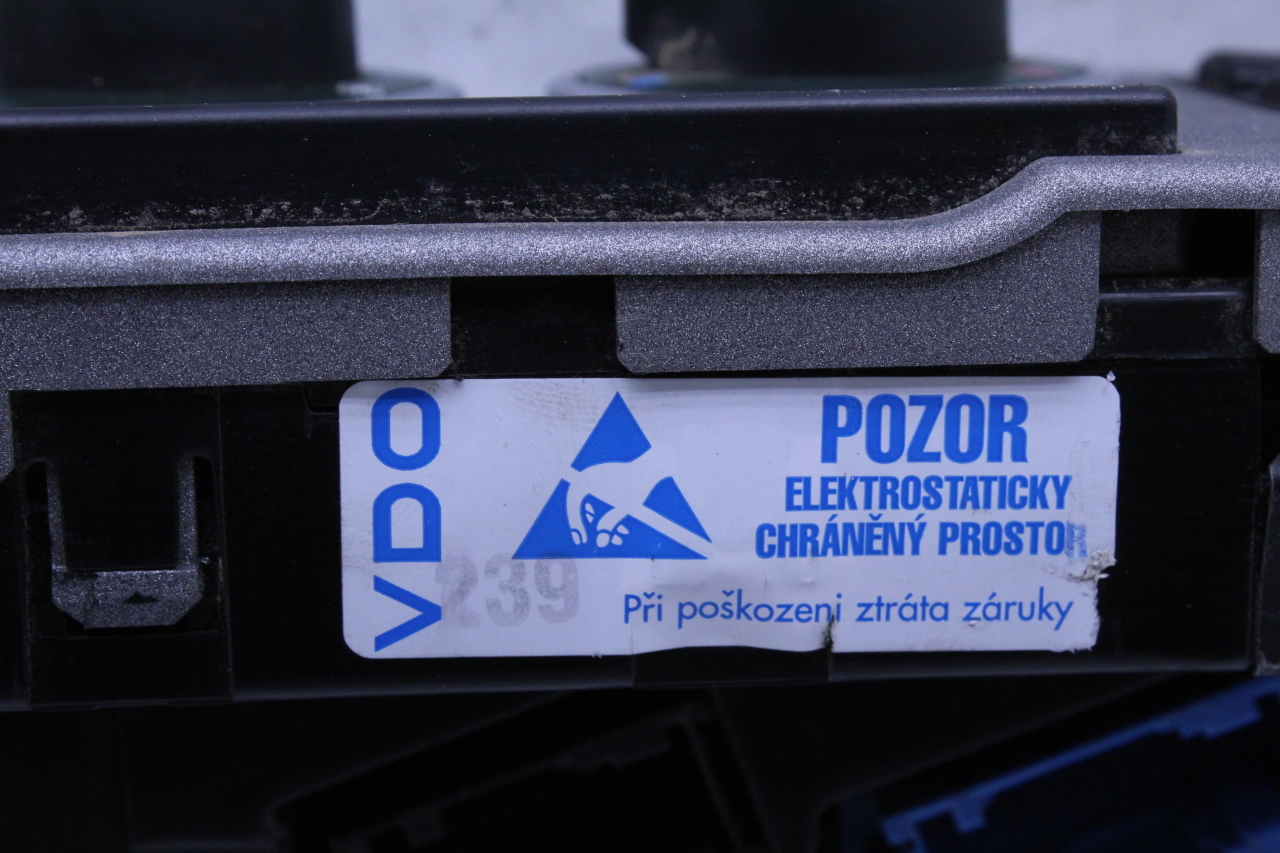 VDO
POZOR
ELEKTROSTATICKY
CHRÁNĚNÝ PROSTOR
239
Při poškozeni ztráta záruky